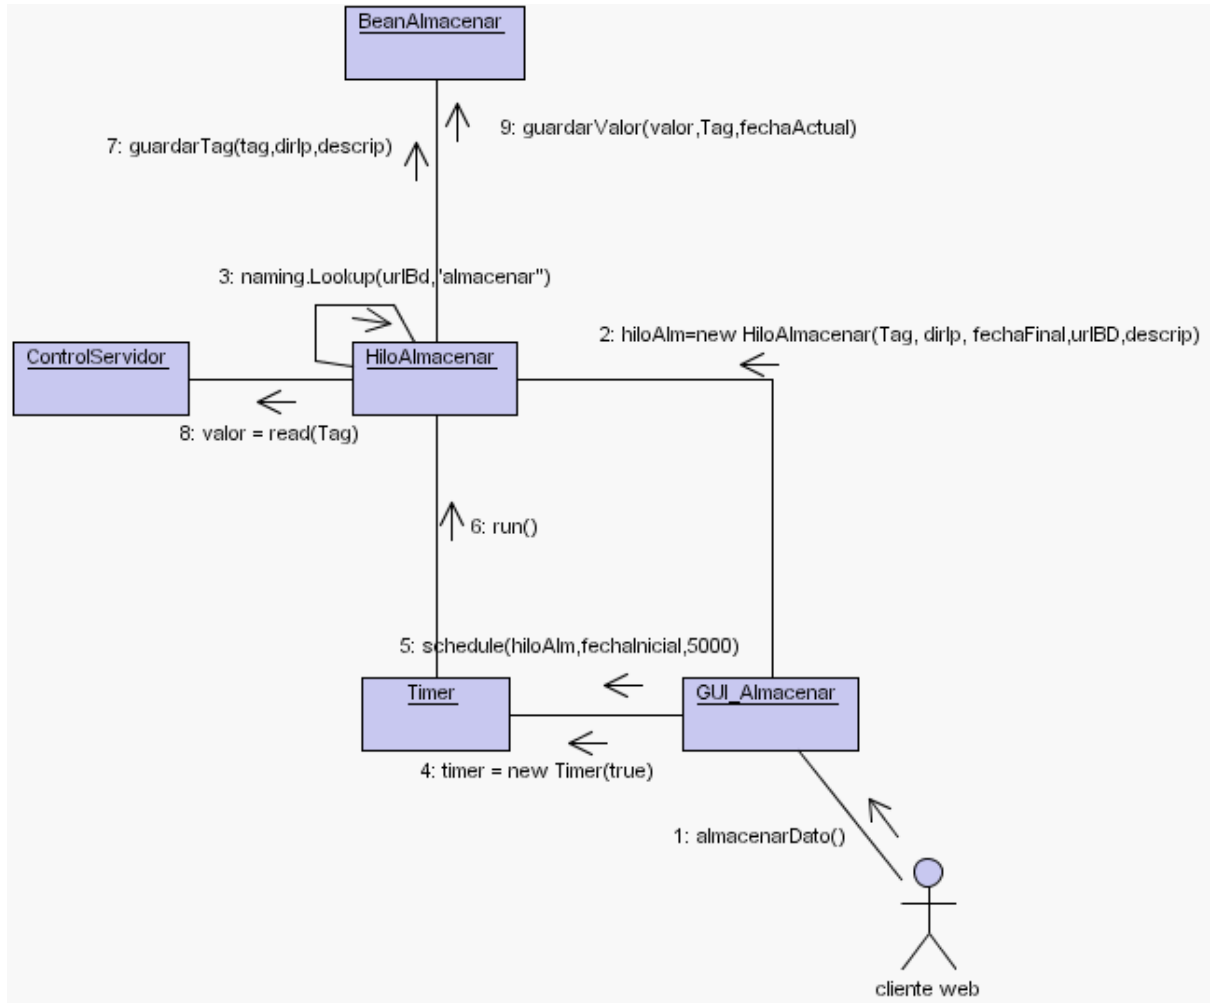 BeanAlmacenar
9: guardarValor(valor,Tag,fechaActual)
7: guardarTag(tag,dirIp,descrip)
3: naming.Lookup(urlBd,"almacenar")
2: hiloAlm=new HiloAlmacenar(Tag, dirIp, fechaFinal,urlBD,descrip)
ControlServidor
HiloAlmacenar
8: valor = read(Tag)
6: run()
5: schedule(hiloAlm,fechaInicial,5000)
Timer
GUI_Almacenar
4: timer = new Timer(true)
1: almacenarDato()
cliente web